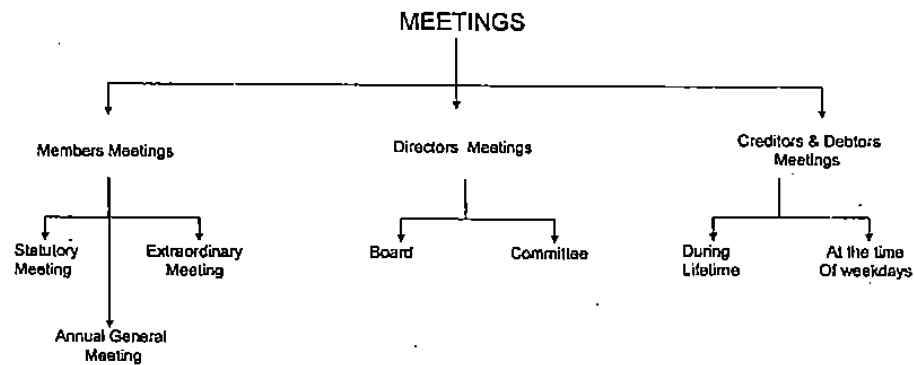 MEETINGS
Members Meetings
Directors Meetings
Creditors & Debtors
Meetings
Statutory
Meeting
Extraordinary
Meeting
Annual General
Meeting
Board
Committee
During
Lifetime
At the time
Of weekdays